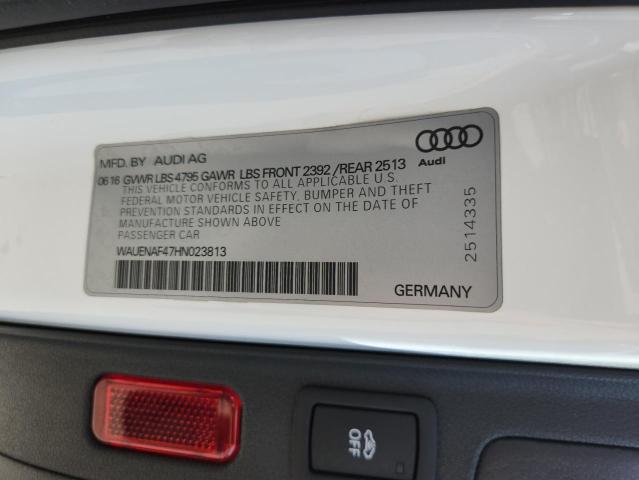 MFD. BY AUDI AG
0616 GVWR LBS 4795 GAWR LBS FRONT 2392 / REAR 2513
THIS VEHICLE CONFORMS TO ALL APPLICABLE U.S.
FEDERAL MOTOR VEHICLE SAFETY, BUMPER AND THEFT
PREVENTION STANDARDS IN EFFECT ON THE DATE OF
MANUFACTURE SHOWN ABOVE
PASSENGER CAR
WAUENAF47HN023813
Audi
2514335
GERMANY
OFF